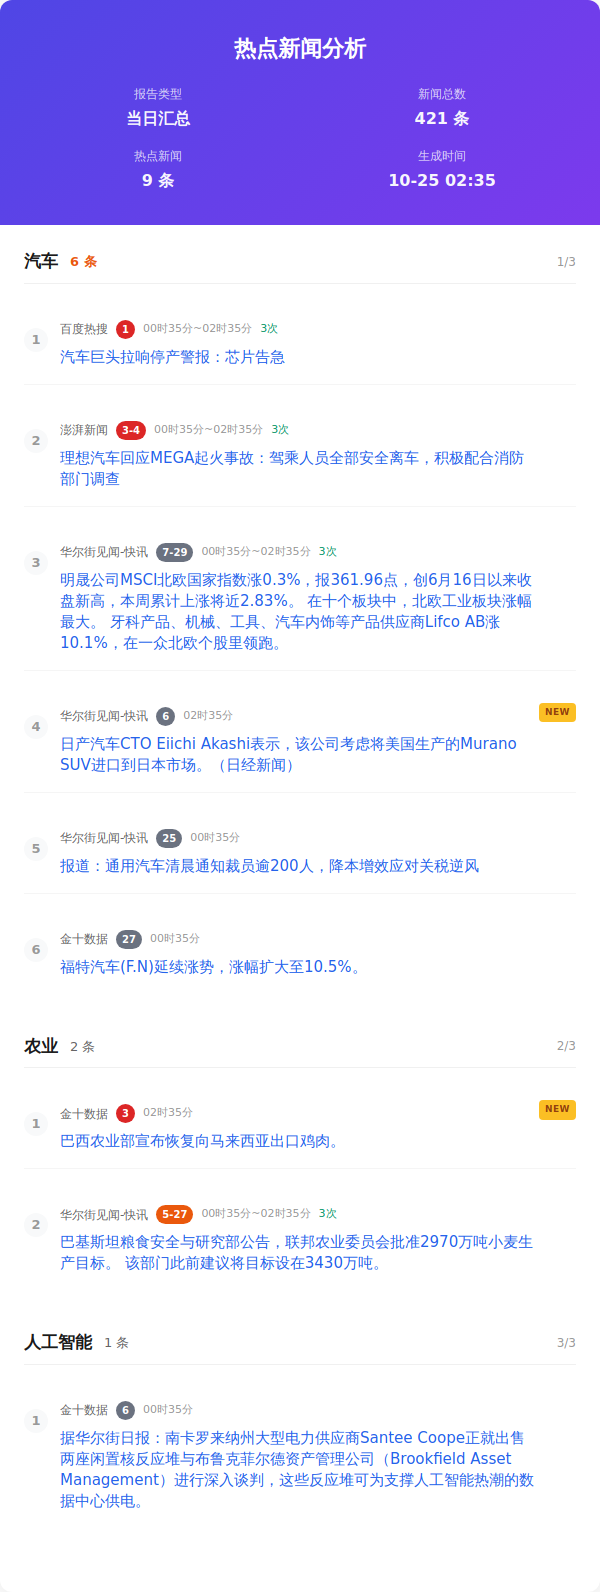 热点新闻分析
报告类型
当日汇总
新闻总数
421 条
热点新闻
9 条
生成时间
10-25 02:35
汽车 6 条 1/3
1 百度热搜 1 00时35分~02时35分 3次
汽车巨头拉响停产警报：芯片告急
2 澎湃新闻 3-4 00时35分~02时35分 3次
理想汽车回应MEGA起火事故：驾乘人员全部安全离车，积极配合消防
部门调查
3 华尔街见闻-快讯 7-29 00时35分~02时35分 3次
明晟公司MSCI北欧国家指数涨0.3%，报361.96点，创6月16日以来收
盘新高，本周累计上涨将近2.83%。 在十个板块中，北欧工业板块涨幅
最大。 牙科产品、机械、工具、汽车内饰等产品供应商Lifco AB涨
10.1%，在一众北欧个股里领跑。
4 华尔街见闻-快讯 6 02时35分 NEW
日产汽车CTO Eiichi Akashi表示，该公司考虑将美国生产的Murano
SUV进口到日本市场。（日经新闻）
5 华尔街见闻-快讯 25 00时35分
报道：通用汽车清晨通知裁员逾200人，降本增效应对关税逆风
6 金十数据 27 00时35分
福特汽车(F.N)延续涨势，涨幅扩大至10.5%。
农业 2 条 2/3
1 金十数据 3 02时35分 NEW
巴西农业部宣布恢复向马来西亚出口鸡肉。
2 华尔街见闻-快讯 5-27 00时35分~02时35分 3次
巴基斯坦粮食安全与研究部公告，联邦农业委员会批准2970万吨小麦生
产目标。 该部门此前建议将目标设在3430万吨。
人工智能 1 条 3/3
1 金十数据 6 00时35分
据华尔街日报：南卡罗来纳州大型电力供应商Santee Coope正就出售
两座闲置核反应堆与布鲁克菲尔德资产管理公司（Brookfield Asset
Management）进行深入谈判，这些反应堆可为支撑人工智能热潮的数
据中心供电。